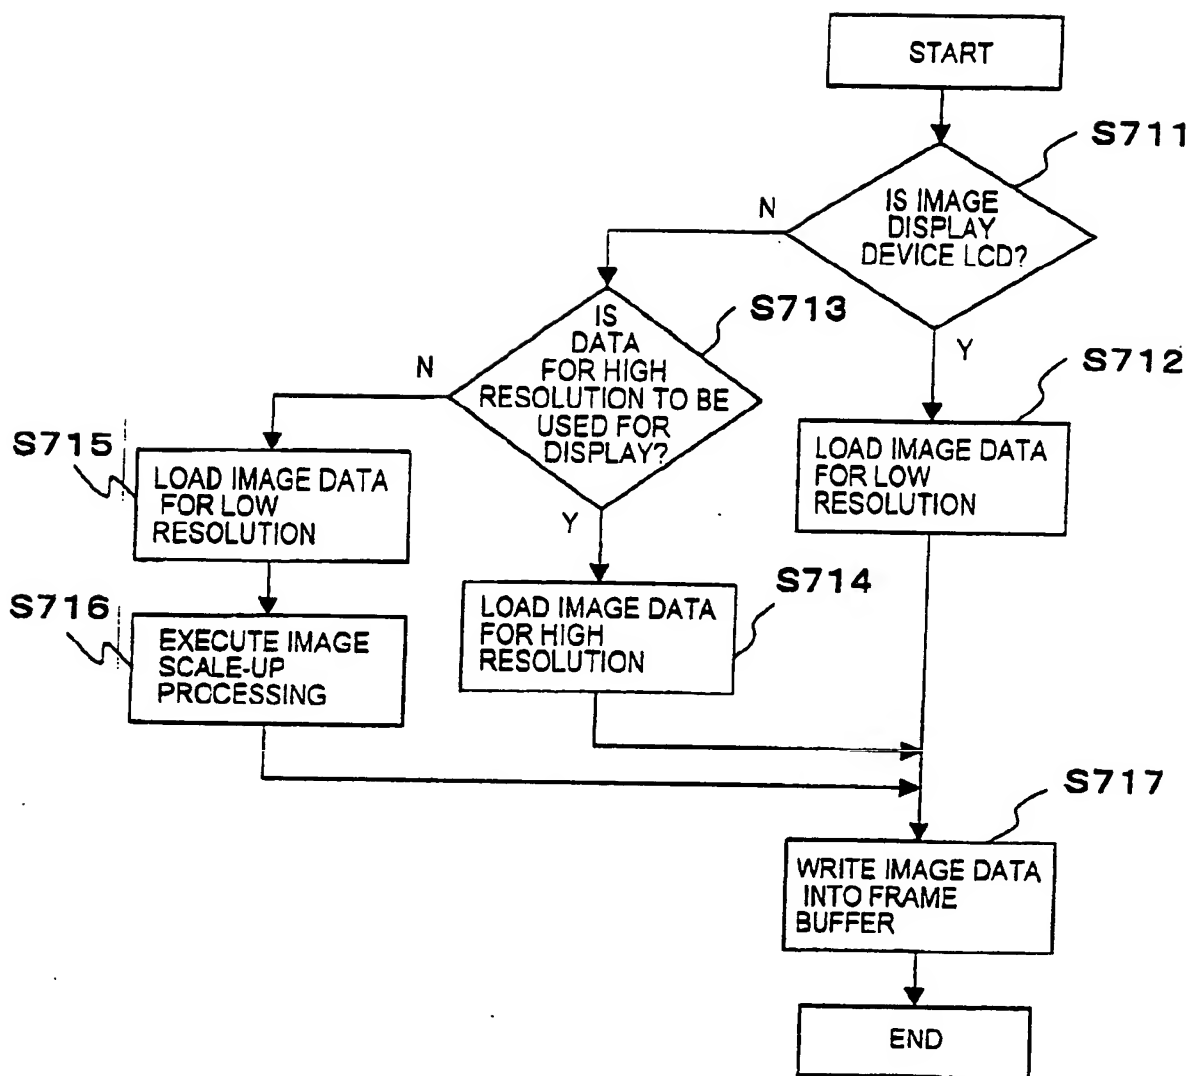 START
S711
IS IMAGE
DISPLAY
DEVICE LCD?
N
Y
S713
IS
DATA
FOR HIGH
RESOLUTION TO BE
USED FOR
DISPLAY?
N
Y
S712
LOAD IMAGE DATA
FOR LOW
RESOLUTION
S715
LOAD IMAGE DATA
FOR LOW
RESOLUTION
S714
LOAD IMAGE DATA
FOR HIGH
RESOLUTION
S716
EXECUTE IMAGE
SCALE-UP
PROCESSING
S717
WRITE IMAGE DATA
INTO FRAME
BUFFER
END